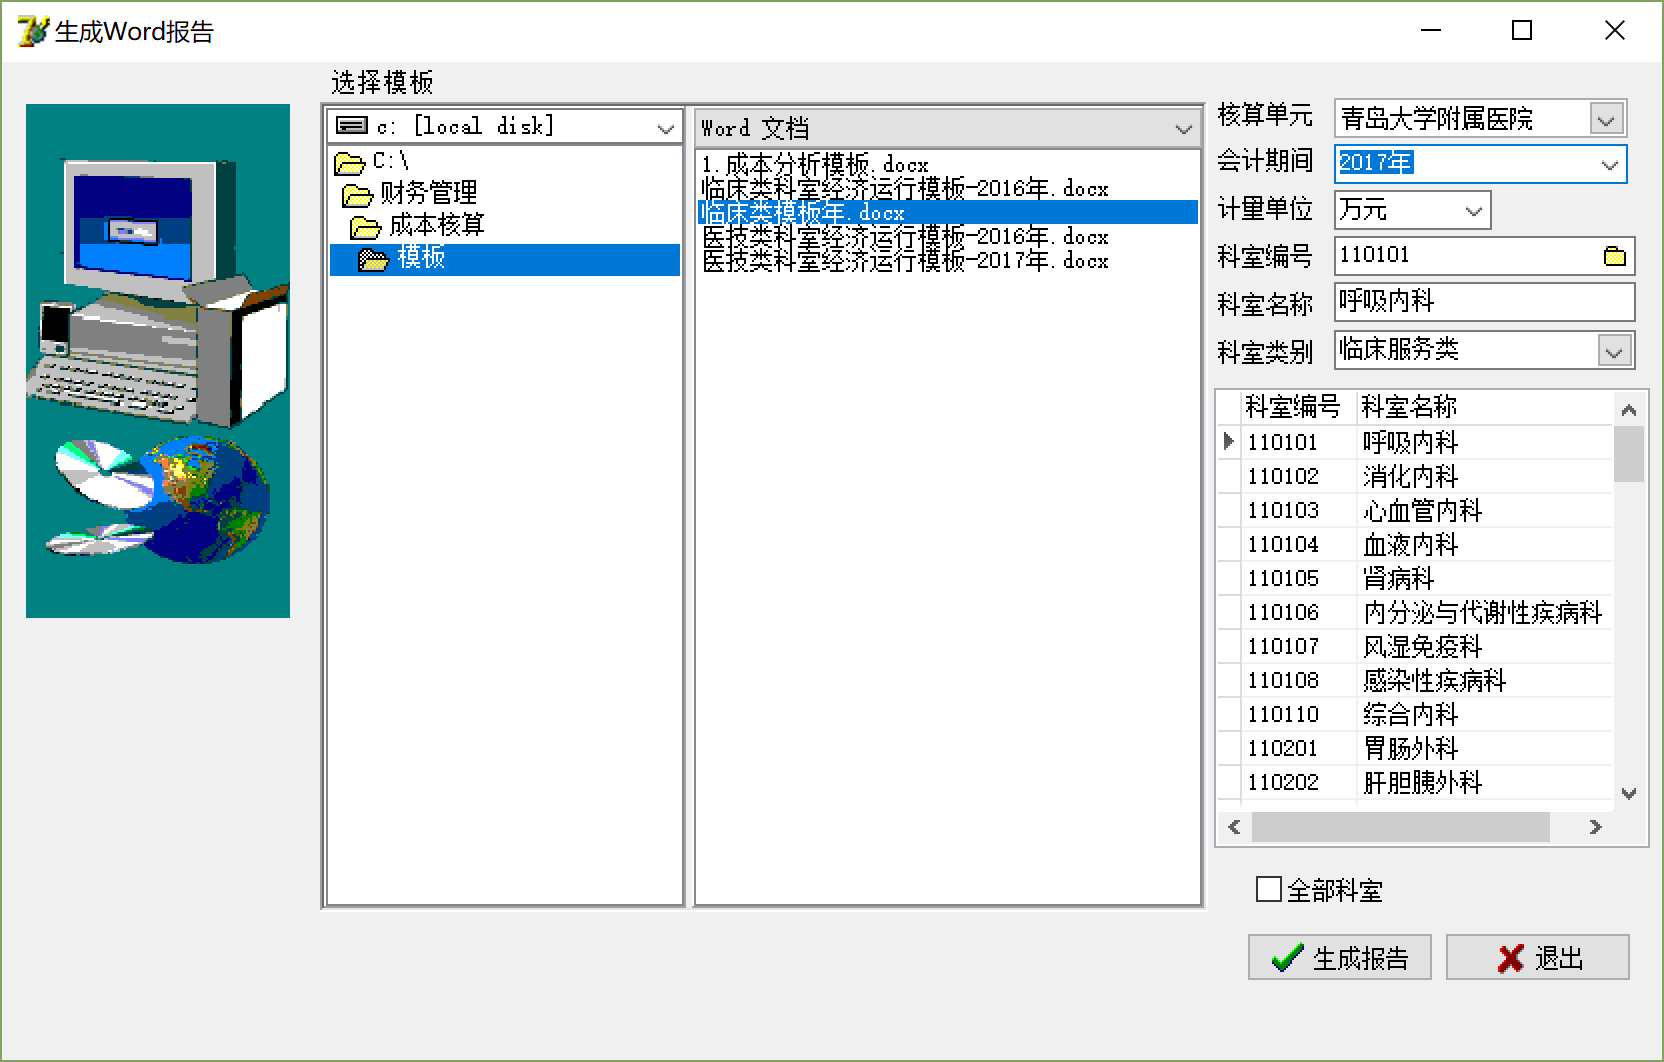 生成Word报告
选择模板
c: [local disk]
C:\
财务管理
成本核算
模板
Word 文档
1.成本分析模板.docx
临床类科室经济运行模板-2016年.docx
临床类模板年.docx
医技类科室经济运行模板-2016年.docx
医技类科室经济运行模板-2017年.docx
核算单元 青岛大学附属医院
会计期间 2017年
计量单位 万元
科室编号 110101
科室名称 呼吸内科
科室类别 临床服务类
科室编号 科室名称
110101 呼吸内科
110102 消化内科
110103 心血管内科
110104 血液内科
110105 肾病科
110106 内分泌与代谢性疾病科
110107 风湿免疫科
110108 感染性疾病科
110110 综合内科
110201 胃肠外科
110202 肝胆胰外科
全部科室
生成报告 退出